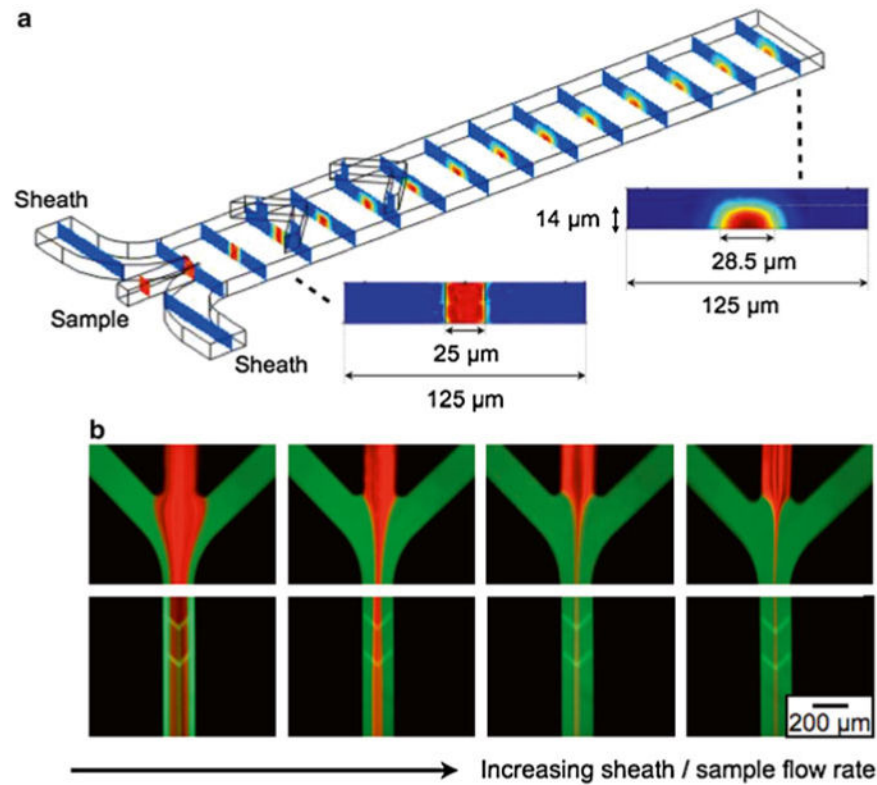 a
Sheath
Sample
Sheath
14 µm
28.5 µm
125 µm
25 µm
125 µm
b
200 µm
Increasing sheath / sample flow rate